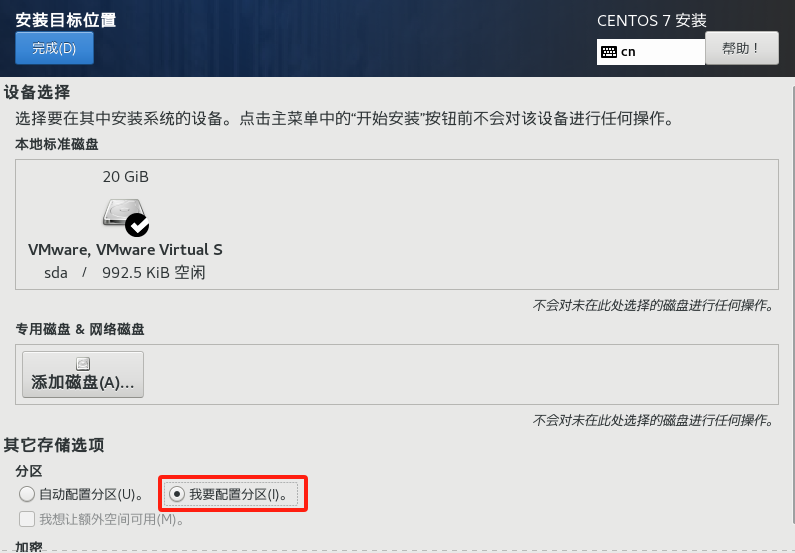 安装目标位置
CENTOS 7 安装
完成(D)
cn
帮助！
设备选择
选择要在其中安装系统的设备。点击主菜单中的“开始安装”按钮前不会对该设备进行任何操作。
本地标准磁盘
20 GiB
VMware, VMware Virtual S
sda / 992.5 KiB 空闲
不会对未在此处选择的磁盘进行任何操作。
专用磁盘 & 网络磁盘
添加磁盘(A)...
不会对未在此处选择的磁盘进行任何操作。
其它存储选项
分区
自动配置分区(U)。 我要配置分区(I)。
我想让额外空间可用(M)。
加密